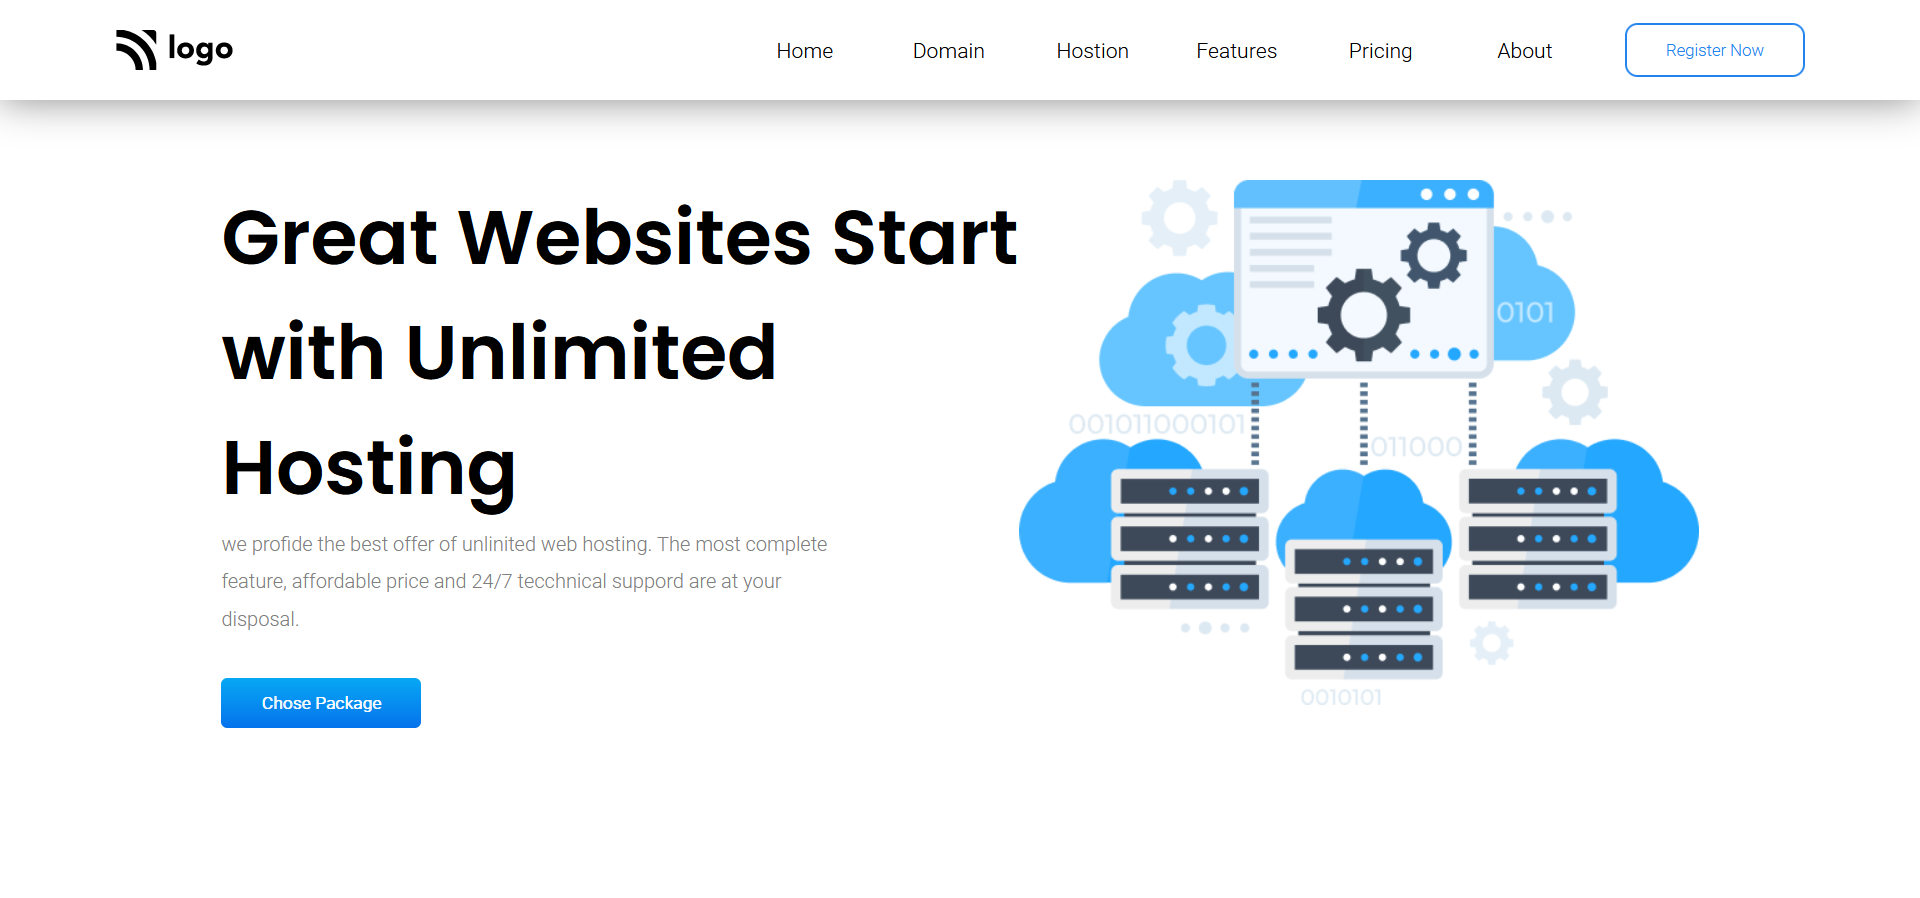 logo
Home Domain Hostion Features Pricing About Register Now
Great Websites Start
with Unlimited
Hosting
we profide the best offer of unlinited web hosting. The most complete
feature, affordable price and 24/7 tecchnical suppord are at your
disposal.
Chose Package
0101
001011000101
011000
0010101